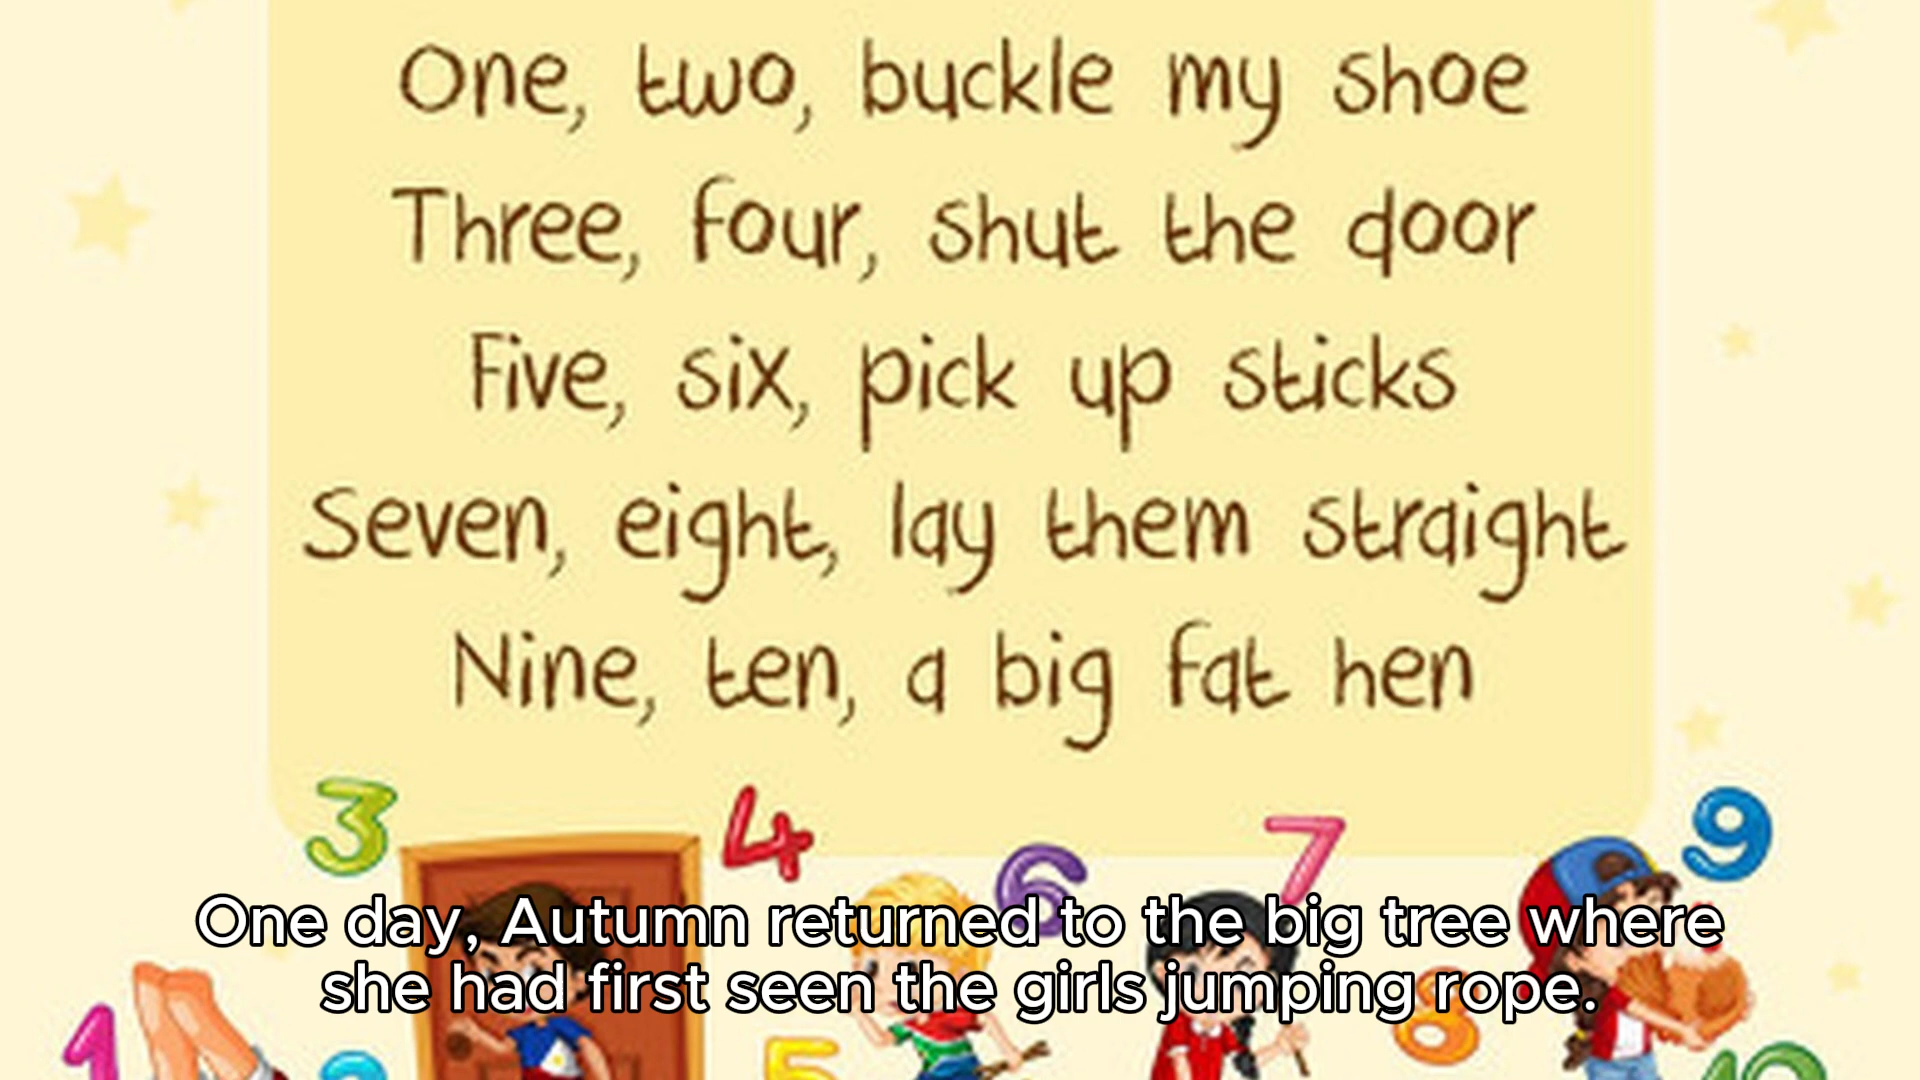 One, two, buckle my shoe
Three, four, shut the door
Five, six, pick up sticks
Seven, eight, lay them straight
Nine, ten, a big fat hen
3
4
6
7
9
One day, Autumn returned to the big tree where
she had first seen the girls jumping rope.
1
2
5
8
10